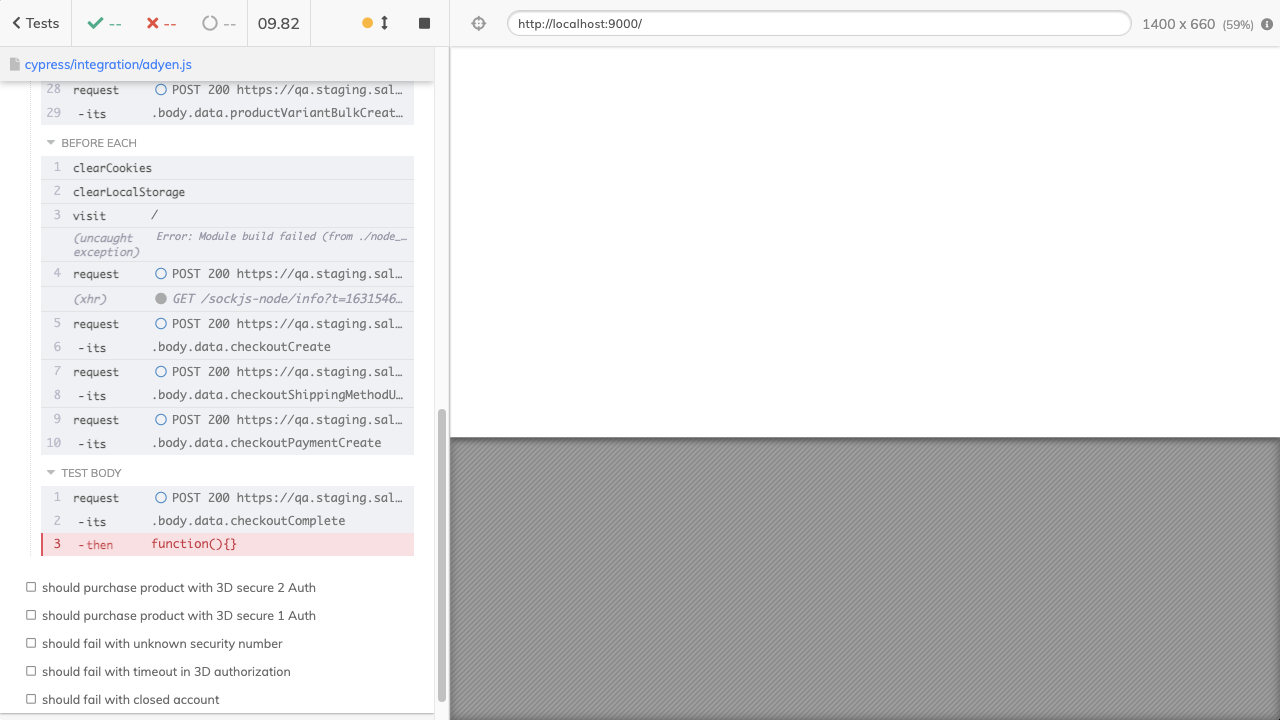 Tests
--
--
--
09.82
http://localhost:9000/
1400 x 660 (59%)
cypress/integration/adyen.js
28 request POST 200 https://qa.staging.sal…
29 -its .body.data.productVariantBulkCreat…
BEFORE EACH
1 clearCookies
2 clearLocalStorage
3 visit /
(uncaught exception) Error: Module build failed (from ./node_…
4 request POST 200 https://qa.staging.sal…
(xhr) GET /sockjs-node/info?t=1631546…
5 request POST 200 https://qa.staging.sal…
6 -its .body.data.checkoutCreate
7 request POST 200 https://qa.staging.sal…
8 -its .body.data.checkoutShippingMethodU…
9 request POST 200 https://qa.staging.sal…
10 -its .body.data.checkoutPaymentCreate
TEST BODY
1 request POST 200 https://qa.staging.sal…
2 -its .body.data.checkoutComplete
3 -then function(){}
should purchase product with 3D secure 2 Auth
should purchase product with 3D secure 1 Auth
should fail with unknown security number
should fail with timeout in 3D authorization
should fail with closed account